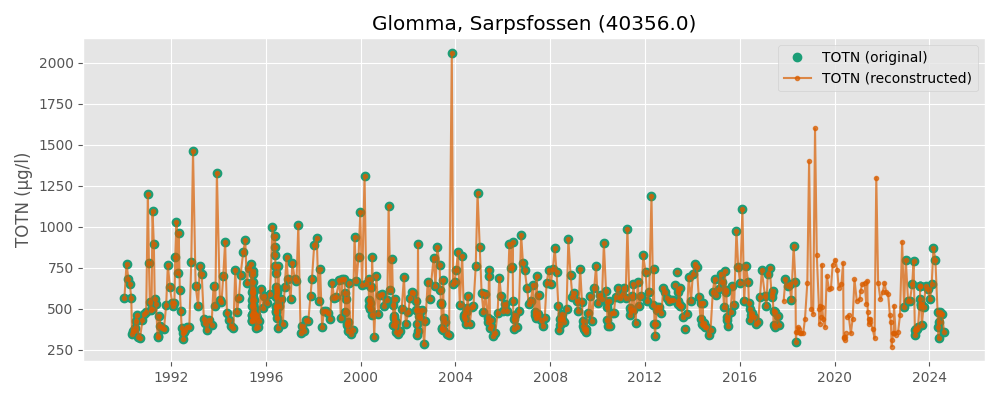 Glomma, Sarpsfossen (40356.0)
TOTN (original)
TOTN (reconstructed)
TOTN (µg/l)
2000
1750
1500
1250
1000
750
500
250
1992 1996 2000 2004 2008 2012 2016 2020 2024